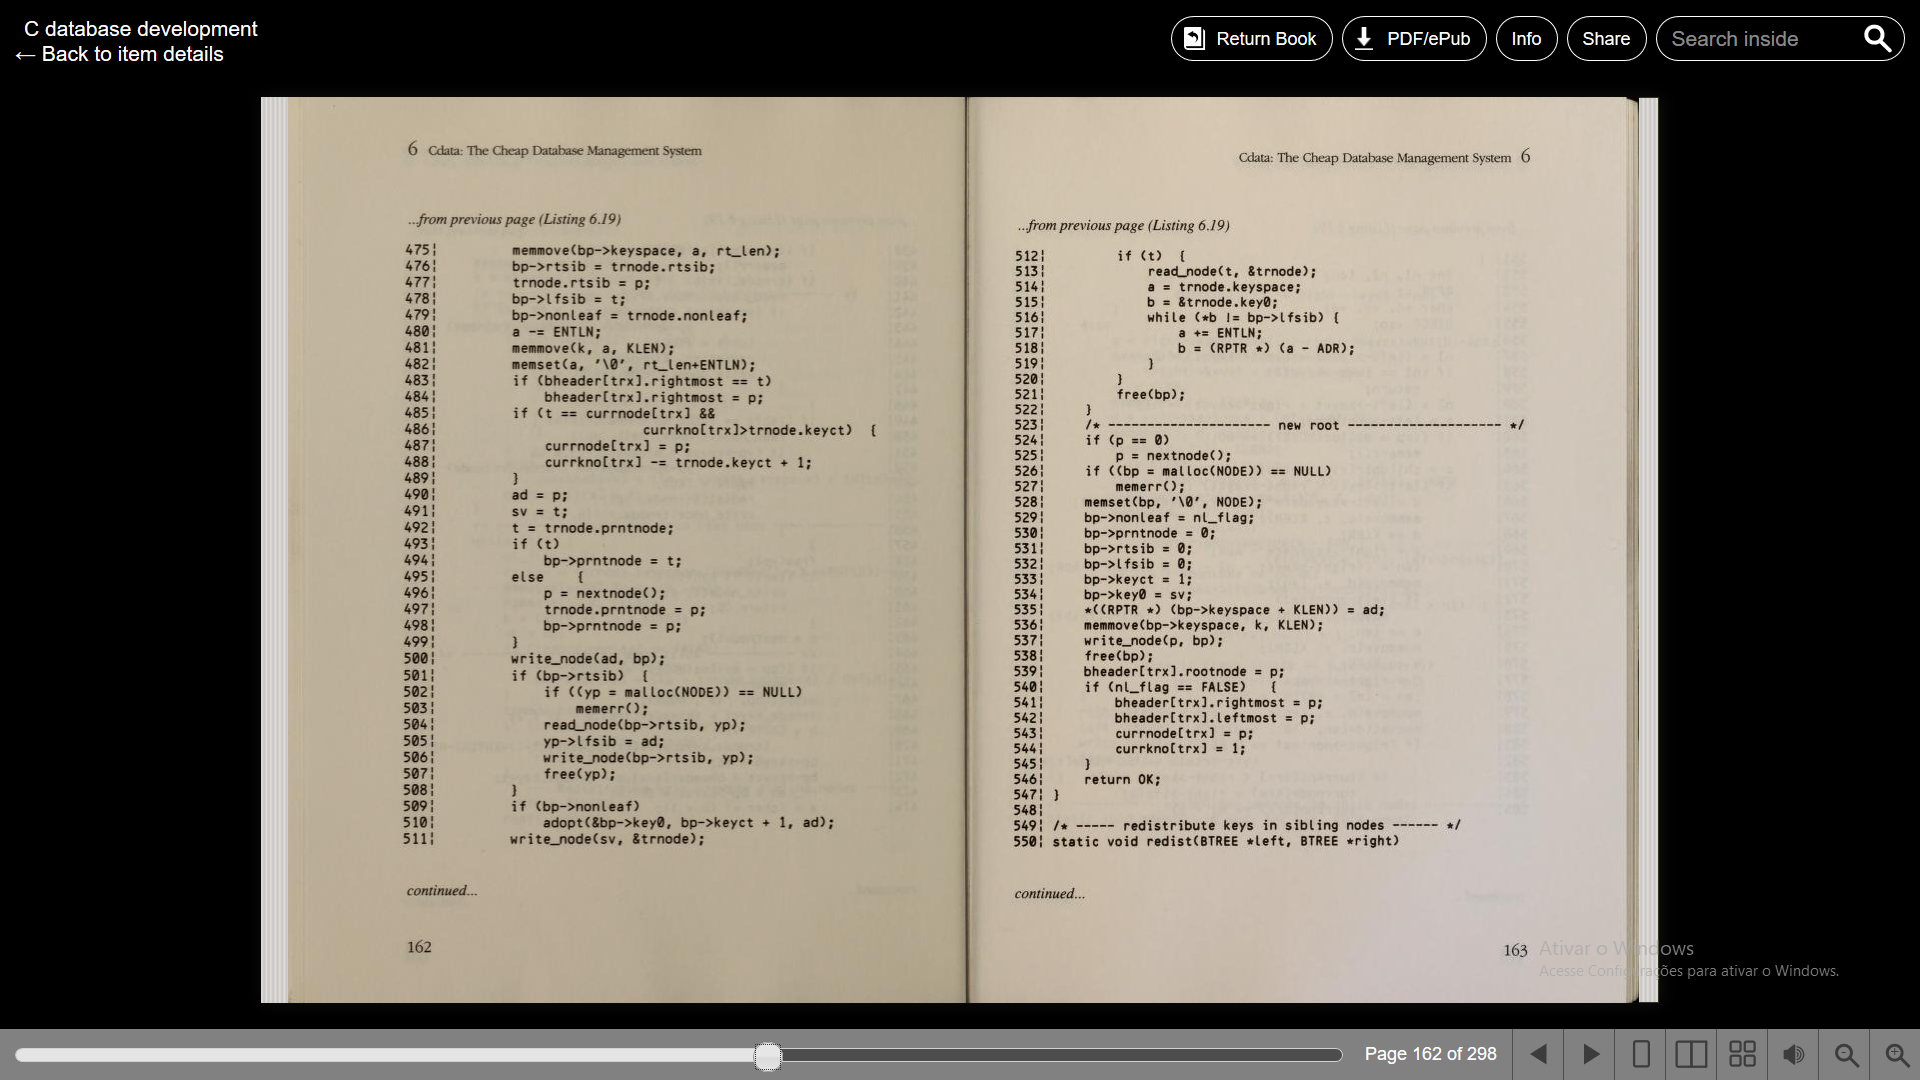 C database development
← Back to item details
Return Book
PDF/ePub
Info
Share
Search inside
6 Cdata: The Cheap Database Management System
...from previous page (Listing 6.19)
475¦ memmove(bp->keyspace, a, rt_len);
476¦ bp->rtsib = trnode.rtsib;
477¦ trnode.rtsib = p;
478¦ bp->lfsib = t;
479¦ bp->nonleaf = trnode.nonleaf;
480¦ a -= ENTLN;
481¦ memmove(k, a, KLEN);
482¦ memset(a, '\0', rt_len+ENTLN);
483¦ if (bheader[trx].rightmost == t)
484¦ bheader[trx].rightmost = p;
485¦ if (t == currnode[trx] &&
486¦ currkno[trx]>trnode.keyct) {
487¦ currnode[trx] = p;
488¦ currkno[trx] -= trnode.keyct + 1;
489¦ }
490¦ ad = p;
491¦ sv = t;
492¦ t = trnode.prntnode;
493¦ if (t)
494¦ bp->prntnode = t;
495¦ else {
496¦ p = nextnode();
497¦ trnode.prntnode = p;
498¦ bp->prntnode = p;
499¦ }
500¦ write_node(ad, bp);
501¦ if (bp->rtsib) {
502¦ if ((yp = malloc(NODE)) == NULL)
503¦ memerr();
504¦ read_node(bp->rtsib, yp);
505¦ yp->lfsib = ad;
506¦ write_node(bp->rtsib, yp);
507¦ free(yp);
508¦ }
509¦ if (bp->nonleaf)
510¦ adopt(&bp->key0, bp->keyct + 1, ad);
511¦ write_node(sv, &trnode);
continued...
162
Cdata: The Cheap Database Management System 6
...from previous page (Listing 6.19)
512¦ if (t) {
513¦ read_node(t, &trnode);
514¦ a = trnode.keyspace;
515¦ b = &trnode.key0;
516¦ while (*b != bp->lfsib) {
517¦ a += ENTLN;
518¦ b = (RPTR *) (a - ADR);
519¦ }
520¦ }
521¦ free(bp);
522¦ }
523¦ /* --------------------- new root -------------------- */
524¦ if (p == 0)
525¦ p = nextnode();
526¦ if ((bp = malloc(NODE)) == NULL)
527¦ memerr();
528¦ memset(bp, '\0', NODE);
529¦ bp->nonleaf = nl_flag;
530¦ bp->prntnode = 0;
531¦ bp->rtsib = 0;
532¦ bp->lfsib = 0;
533¦ bp->keyct = 1;
534¦ bp->key0 = sv;
535¦ *((RPTR *) (bp->keyspace + KLEN)) = ad;
536¦ memmove(bp->keyspace, k, KLEN);
537¦ write_node(p, bp);
538¦ free(bp);
539¦ bheader[trx].rootnode = p;
540¦ if (nl_flag == FALSE) {
541¦ bheader[trx].rightmost = p;
542¦ bheader[trx].leftmost = p;
543¦ currnode[trx] = p;
544¦ currkno[trx] = 1;
545¦ }
546¦ return OK;
547¦ }
548¦
549¦ /* ----- redistribute keys in sibling nodes ------ */
550¦ static void redist(BTREE *left, BTREE *right)
continued...
163
Ativar o Windows
Acesse Configurações para ativar o Windows.
Page 162 of 298